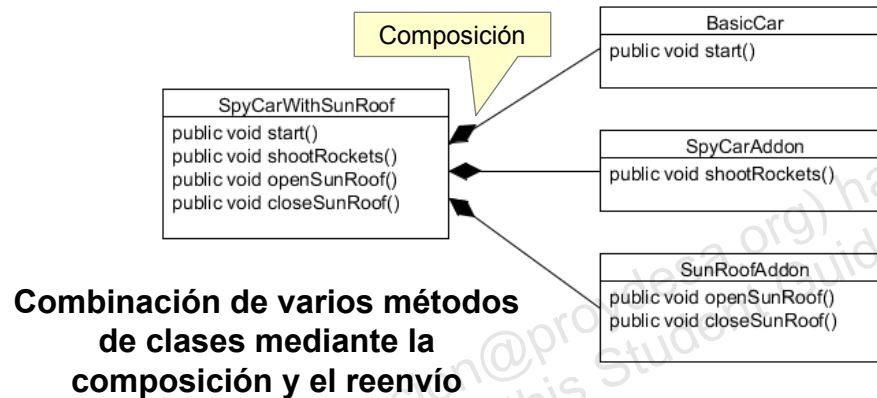 Composición
BasicCar
public void start()
SpyCarWithSunRoof
public void start()
public void shootRockets()
public void openSunRoof()
public void closeSunRoof()
SpyCarAddon
public void shootRockets()
SunRoofAddon
public void openSunRoof()
public void closeSunRoof()
Combinación de varios métodos
de clases mediante la
composición y el reenvío